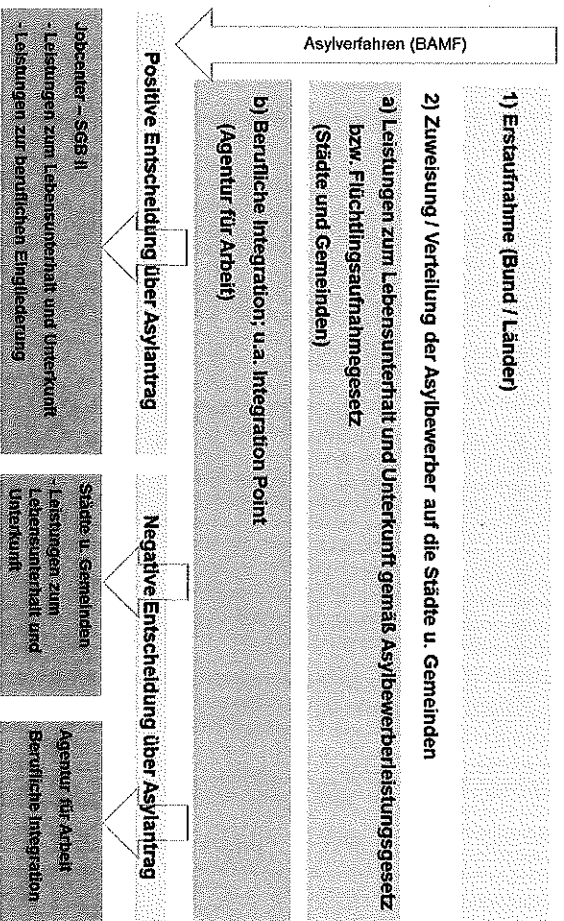 Asylverfahren (BAMF)
1) Erstaufnahme (Bund / Länder)
2) Zuweisung / Verteilung der Asylbewerber auf die Städte u. Gemeinden
a) Leistungen zum Lebensunterhalt und Unterkunft gemäß Asylbewerberleistungsgesetz
bzw. Flüchtlingsaufnahmegesetz
(Städte und Gemeinden)
b) Berufliche Integration; u.a. Integration Point
(Agentur für Arbeit)
Positive Entscheidung über Asylantrag
Negative Entscheidung über Asylantrag
Jobcenter – SGB II
- Leistungen zum Lebensunterhalt und Unterkunft
- Leistungen zur beruflichen Eingliederung
Städte u. Gemeinden
- Leistungen zum
Lebensunterhalt und
Unterkunft
Agentur für Arbeit
Berufliche Integration